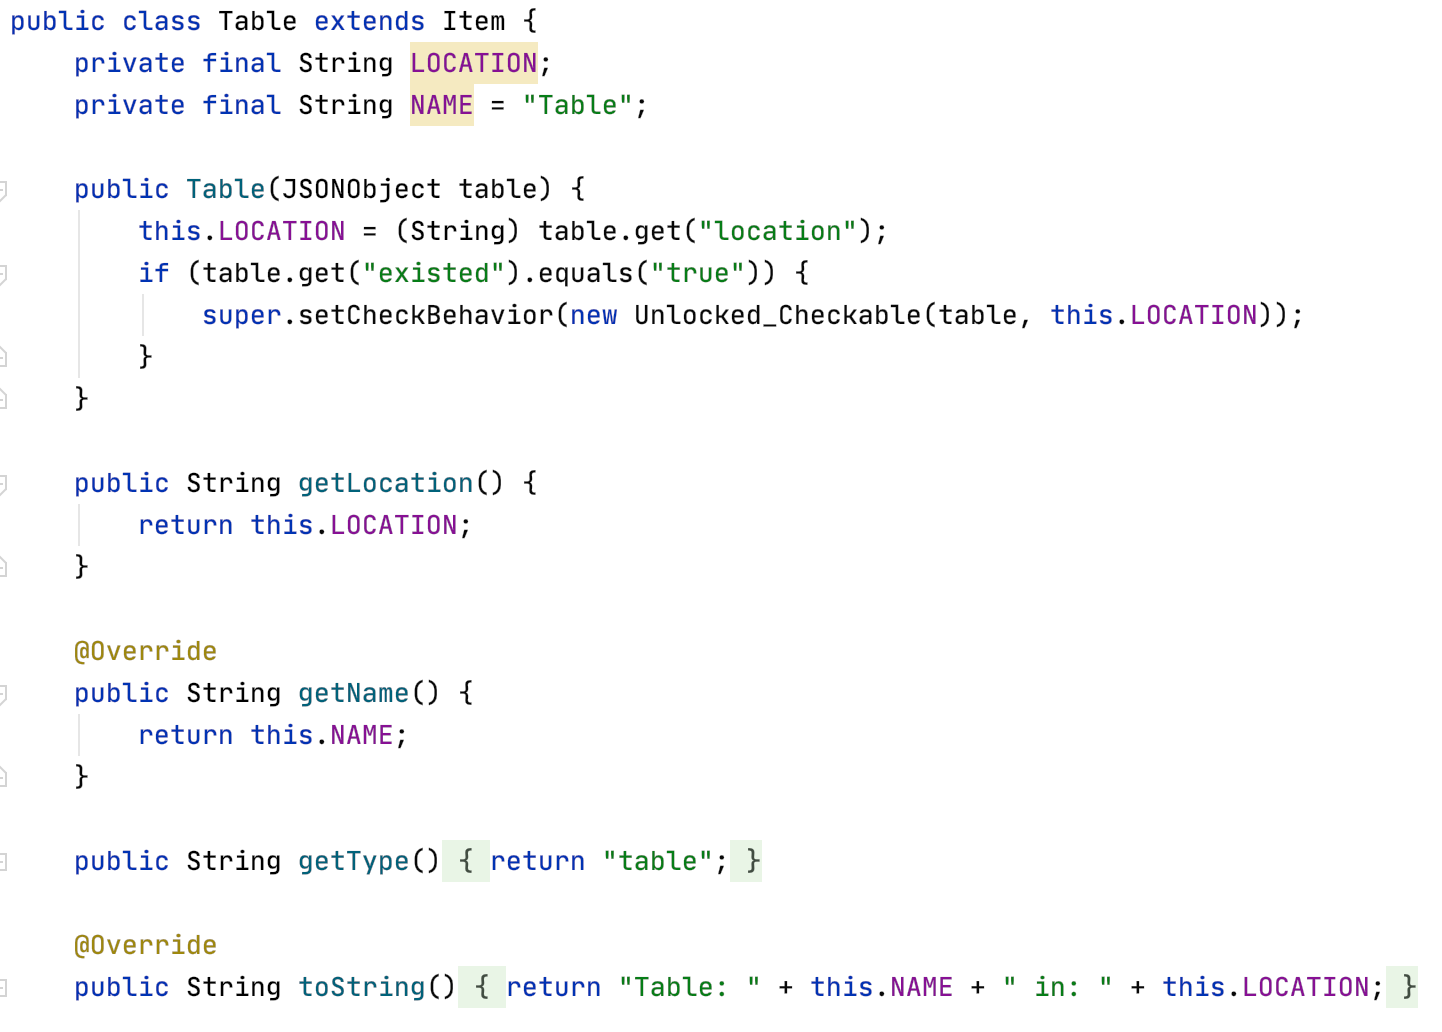 public class Table extends Item {
    private final String LOCATION;
    private final String NAME = "Table";

    public Table(JSONObject table) {
        this.LOCATION = (String) table.get("location");
        if (table.get("existed").equals("true")) {
            super.setCheckBehavior(new Unlocked_Checkable(table, this.LOCATION));
        }
    }

    public String getLocation() {
        return this.LOCATION;
    }

    @Override
    public String getName() {
        return this.NAME;
    }

    public String getType() { return "table"; }

    @Override
    public String toString() { return "Table: " + this.NAME + " in: " + this.LOCATION; }